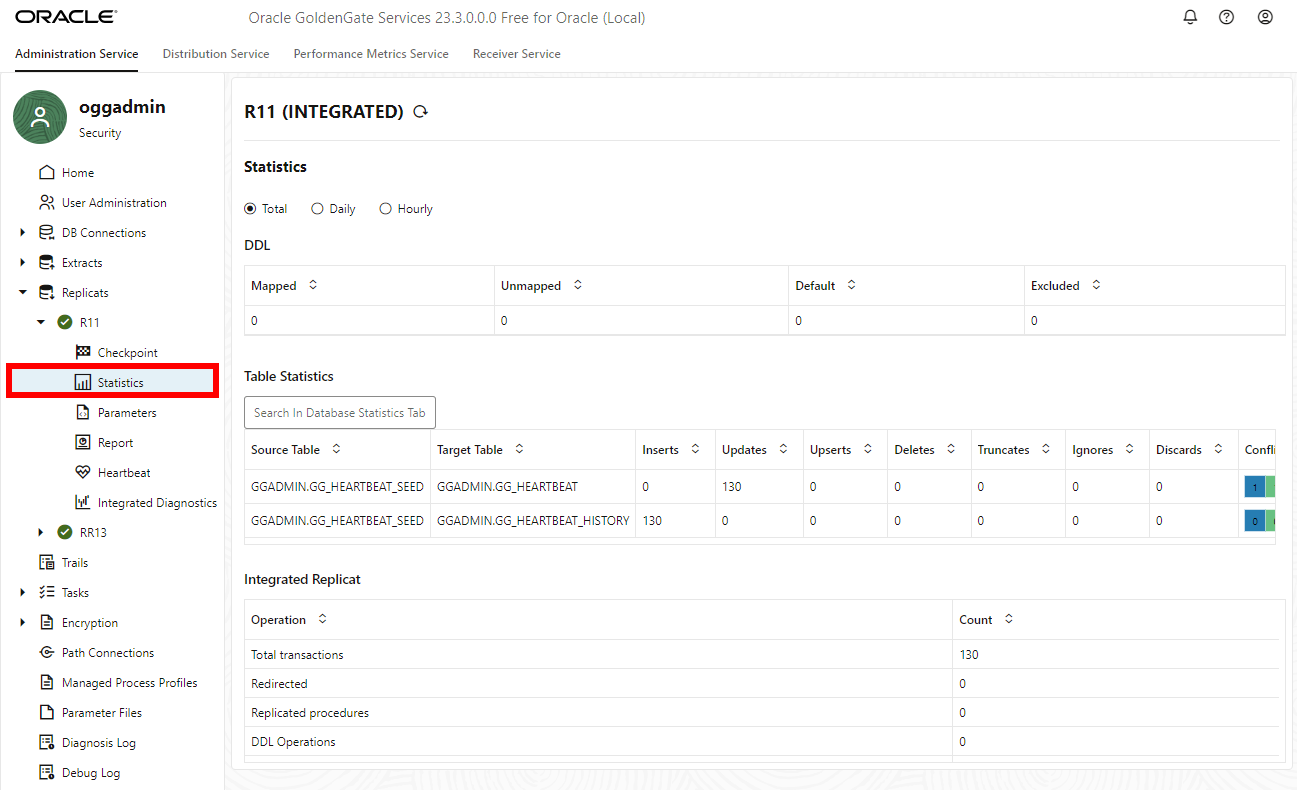 ORACLE
Oracle GoldenGate Services 23.3.0.0.0 Free for Oracle (Local)
Administration Service
Distribution Service
Performance Metrics Service
Receiver Service
oggadmin
Security
Home
User Administration
DB Connections
Extracts
Replicats
R11
Checkpoint
Statistics
Parameters
Report
Heartbeat
Integrated Diagnostics
RR13
Trails
Tasks
Encryption
Path Connections
Managed Process Profiles
Parameter Files
Diagnosis Log
Debug Log
R11 (INTEGRATED)
Statistics
Total Daily Hourly
DDL
Mapped Unmapped Default Excluded
0 0 0 0
Table Statistics
Search In Database Statistics Tab
Source Table Target Table Inserts Updates Upserts Deletes Truncates Ignores Discards Confli
GGADMIN.GG_HEARTBEAT_SEED GGADMIN.GG_HEARTBEAT 0 130 0 0 0 0 0 1
GGADMIN.GG_HEARTBEAT_SEED GGADMIN.GG_HEARTBEAT_HISTORY 130 0 0 0 0 0 0 0
Integrated Replicat
Operation Count
Total transactions 130
Redirected 0
Replicated procedures 0
DDL Operations 0